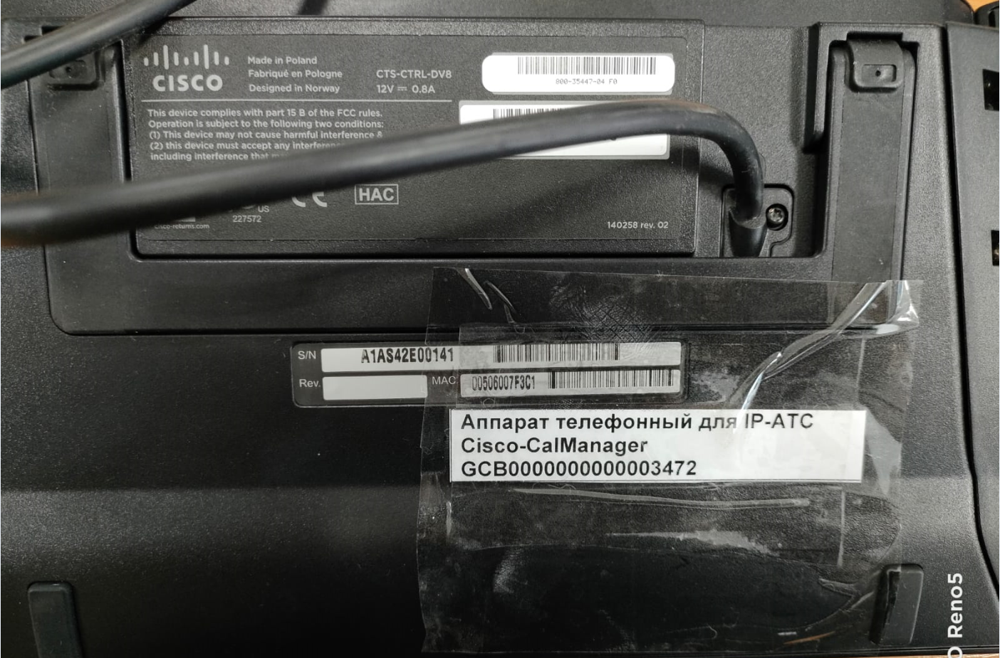 CISCO
Made in Poland
Fabriqué en Pologne
Designed in Norway
CTS-CTRL-DV8
12V ⎓ 0.8A
800-35447-04 F0
This device complies with part 15 B of the FCC rules.
Operation is subject to the following two conditions:
(1) This device may not cause harmful interference &
(2) this device must accept any
including interference that
US
227572
CE
HAC
cisco-returns.com
140258 rev. 02
S/N A1AS42E00141
Rev. MAC 00506007F3C1
Аппарат телефонный для IP-АТС
Cisco-CalManager
GCB0000000000003472
Reno5